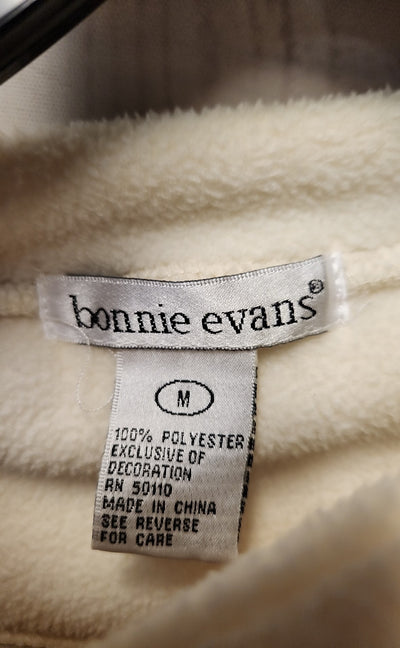 bonnie evans®
M
100% POLYESTER
EXCLUSIVE OF
DECORATION
RN 50110
MADE IN CHINA
SEE REVERSE
FOR CARE